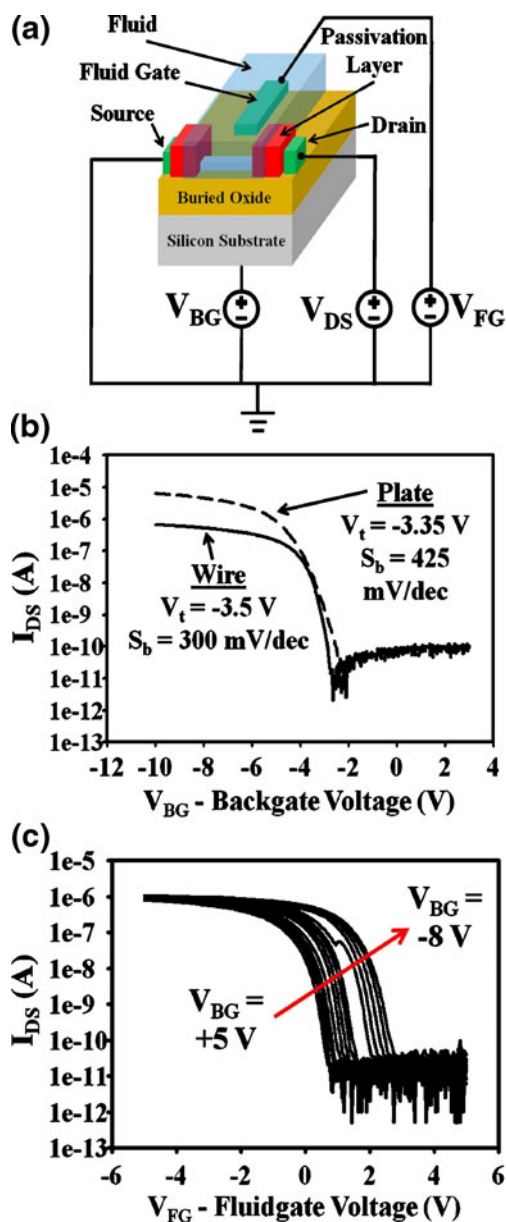 (a)
Fluid
Passivation
Layer
Fluid Gate
Source
Drain
Buried Oxide
Silicon Substrate
V_BG
V_DS
V_FG
(b)
1e-4
1e-5
1e-6
1e-7
1e-8
1e-9
1e-10
1e-11
1e-12
1e-13
I_DS (A)
Plate
V_t = -3.35 V
S_b = 425
mV/dec
Wire
V_t = -3.5 V
S_b = 300 mV/dec
-12 -10 -8 -6 -4 -2 0 2 4
V_BG - Backgate Voltage (V)
(c)
1e-5
1e-6
1e-7
1e-8
1e-9
1e-10
1e-11
1e-12
1e-13
I_DS (A)
V_BG =
-8 V
V_BG =
+5 V
-6 -4 -2 0 2 4 6
V_FG - Fluidgate Voltage (V)